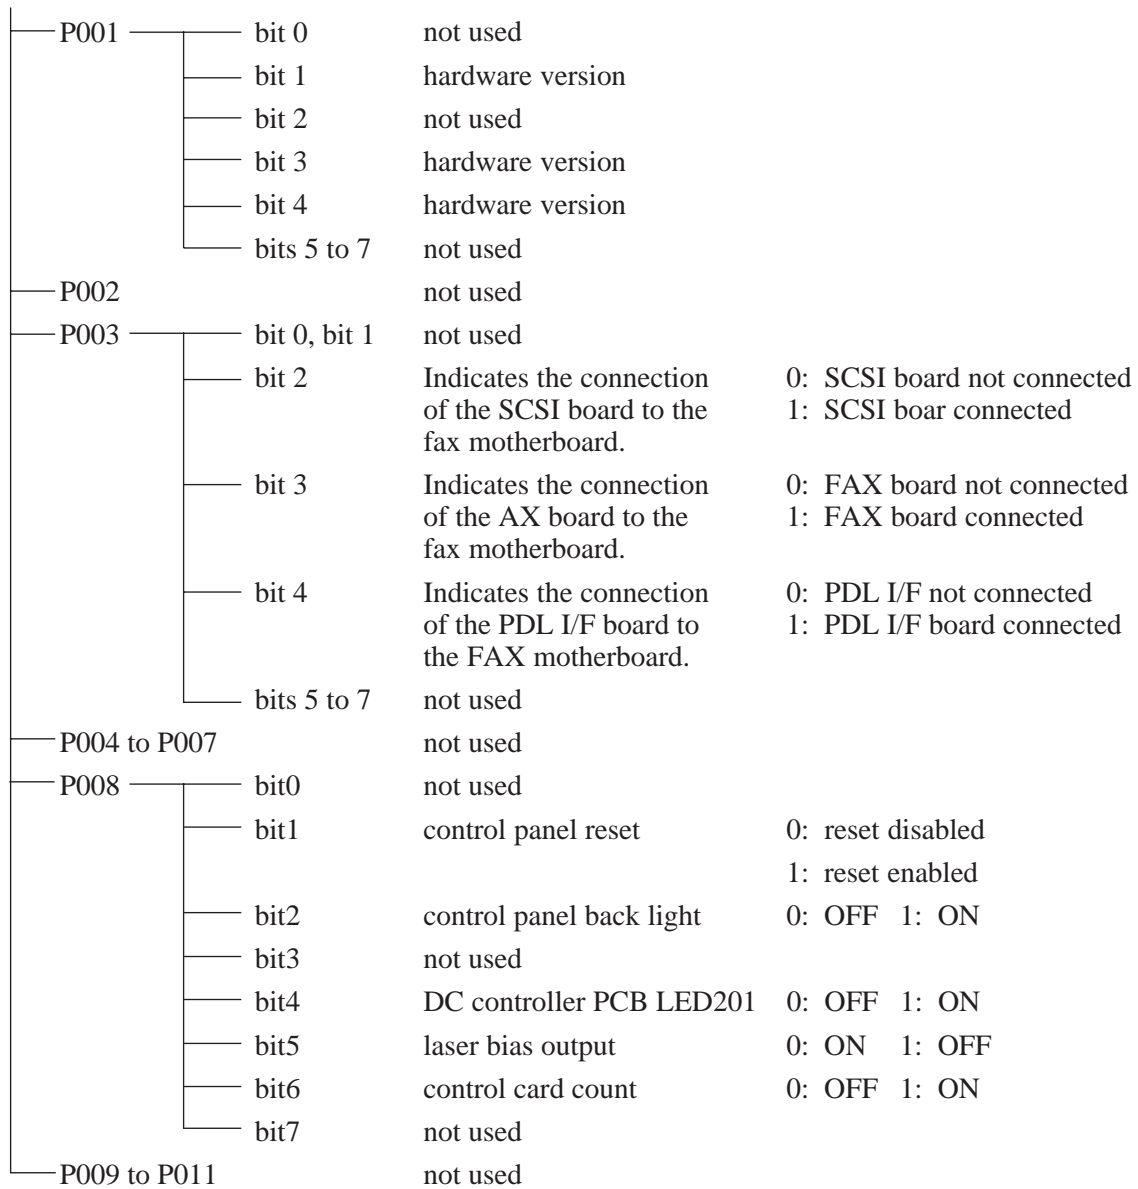 P001 bit 0 not used
bit 1 hardware version
bit 2 not used
bit 3 hardware version
bit 4 hardware version
bits 5 to 7 not used
P002 not used
P003 bit 0, bit 1 not used
bit 2 Indicates the connection 0: SCSI board not connected
of the SCSI board to the 1: SCSI boar connected
fax motherboard.
bit 3 Indicates the connection 0: FAX board not connected
of the AX board to the 1: FAX board connected
fax motherboard.
bit 4 Indicates the connection 0: PDL I/F not connected
of the PDL I/F board to 1: PDL I/F board connected
the FAX motherboard.
bits 5 to 7 not used
P004 to P007 not used
P008 bit0 not used
bit1 control panel reset 0: reset disabled
1: reset enabled
bit2 control panel back light 0: OFF 1: ON
bit3 not used
bit4 DC controller PCB LED201 0: OFF 1: ON
bit5 laser bias output 0: ON 1: OFF
bit6 control card count 0: OFF 1: ON
bit7 not used
P009 to P011 not used